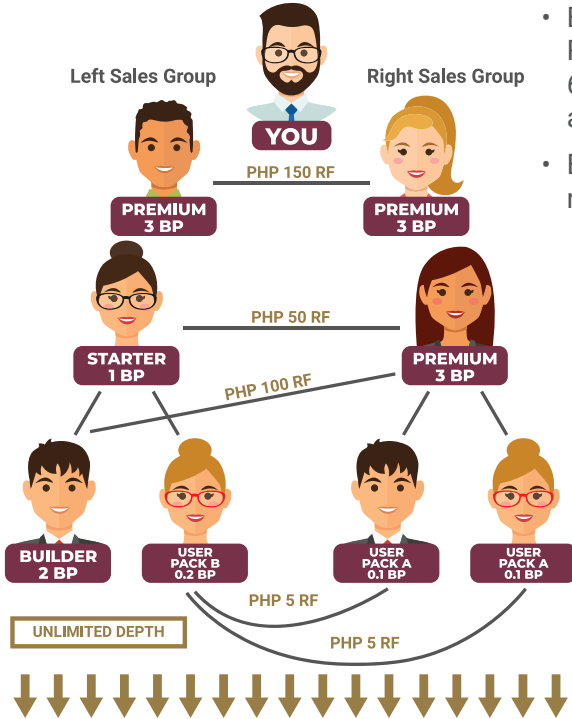 Left Sales Group
Right Sales Group
YOU
PHP 150 RF
PREMIUM
3 BP
PREMIUM
3 BP
PHP 50 RF
STARTER
1 BP
PREMIUM
3 BP
PHP 100 RF
BUILDER
2 BP
USER
PACK B
0.2 BP
USER
PACK A
0.1 BP
USER
PACK A
0.1 BP
PHP 5 RF
PHP 5 RF
UNLIMITED DEPTH